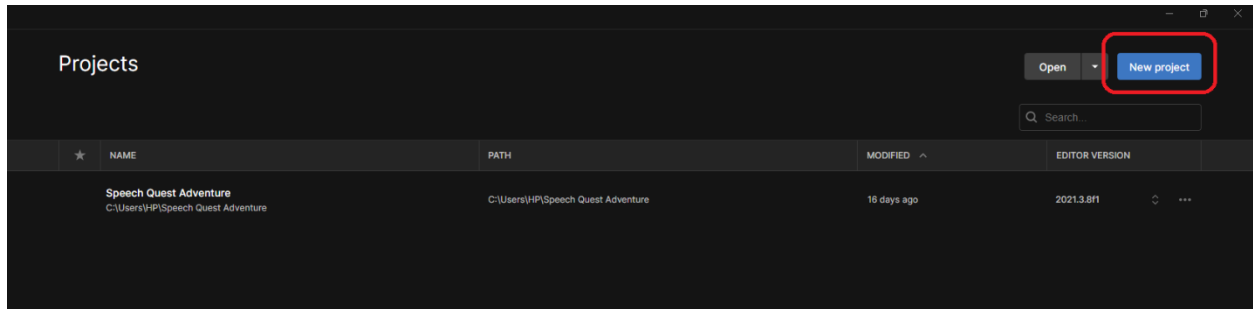 Projects
Open
New project
Search...
NAME PATH MODIFIED EDITOR VERSION
Speech Quest Adventure
C:\Users\HP\Speech Quest Adventure C:\Users\HP\Speech Quest Adventure 16 days ago 2021.3.8f1